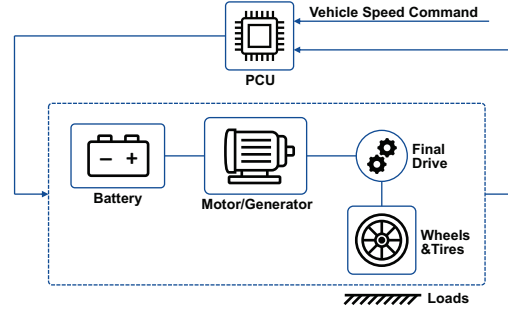 Vehicle Speed Command
PCU
Battery
Motor/Generator
Final
Drive
Wheels
&Tires
Loads